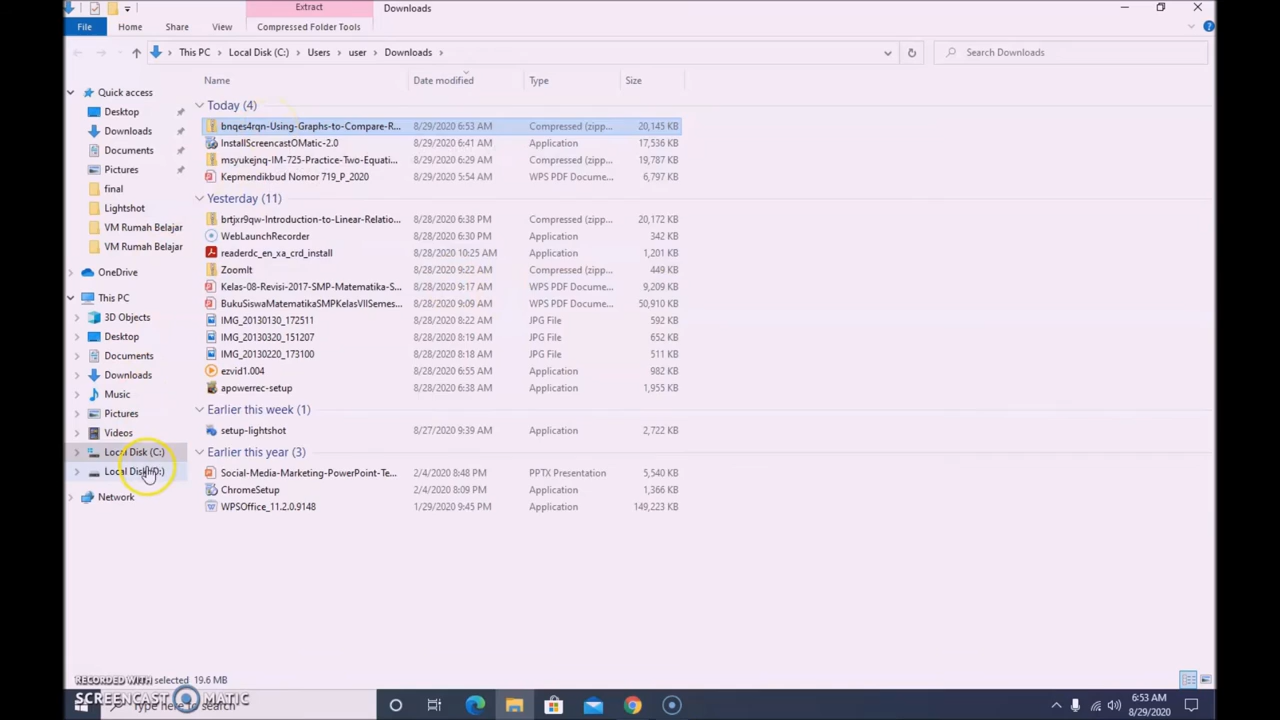 Extract Downloads
File Home Share View Compressed Folder Tools
This PC Local Disk (C:) Users user Downloads Search Downloads
Name Date modified Type Size
Quick access
Desktop
Downloads
Documents
Pictures
final
Lightshot
VM Rumah Belajar
VM Rumah Belajar
OneDrive
This PC
3D Objects
Desktop
Documents
Downloads
Music
Pictures
Videos
Local Disk (C:)
Local Disk
Network
Today (4)
bnqes4rqn-Using-Graphs-to-Compare-R... 8/29/2020 6:53 AM Compressed (zipp... 20,145 KB
InstallScreencastOMatic-2.0 8/29/2020 6:41 AM Application 17,536 KB
msyukejnq-IM-725-Practice-Two-Equati... 8/29/2020 6:29 AM Compressed (zipp... 19,787 KB
Kepmendikbud Nomor 719_P_2020 8/29/2020 5:54 AM WPS PDF Docume... 6,797 KB
Yesterday (11)
brtjxr9qw-Introduction-to-Linear-Relatio... 8/28/2020 6:38 PM Compressed (zipp... 20,172 KB
WebLaunchRecorder 8/28/2020 6:30 PM Application 342 KB
readerdc_en_xa_crd_install 8/28/2020 10:25 AM Application 1,201 KB
ZoomIt 8/28/2020 9:22 AM Compressed (zipp... 449 KB
Kelas-08-Revisi-2017-SMP-Matematika-S... 8/28/2020 9:17 AM WPS PDF Docume... 9,209 KB
BukuSiswaMatematikaSMPKelasVIISemes... 8/28/2020 9:09 AM WPS PDF Docume... 50,910 KB
IMG_20130130_172511 8/28/2020 8:22 AM JPG File 592 KB
IMG_20130220_151207 8/28/2020 8:19 AM JPG File 652 KB
IMG_20130220_173100 8/28/2020 8:18 AM JPG File 511 KB
ezvid1.004 8/28/2020 6:55 AM Application 982 KB
apowerrec-setup 8/28/2020 6:38 AM Application 1,955 KB
Earlier this week (1)
setup-lightshot 8/27/2020 9:39 AM Application 2,722 KB
Earlier this year (3)
Social-Media-Marketing-PowerPoint-Te... 2/4/2020 8:48 PM PPTX Presentation 5,540 KB
ChromeSetup 2/4/2020 8:09 PM Application 1,366 KB
WPSOffice_11.2.0.9148 1/29/2020 9:45 PM Application 149,223 KB
RECORDED WITH selected 19.6 MB
SCREENCAST MATIC
Type here to search
6:53 AM
8/29/2020